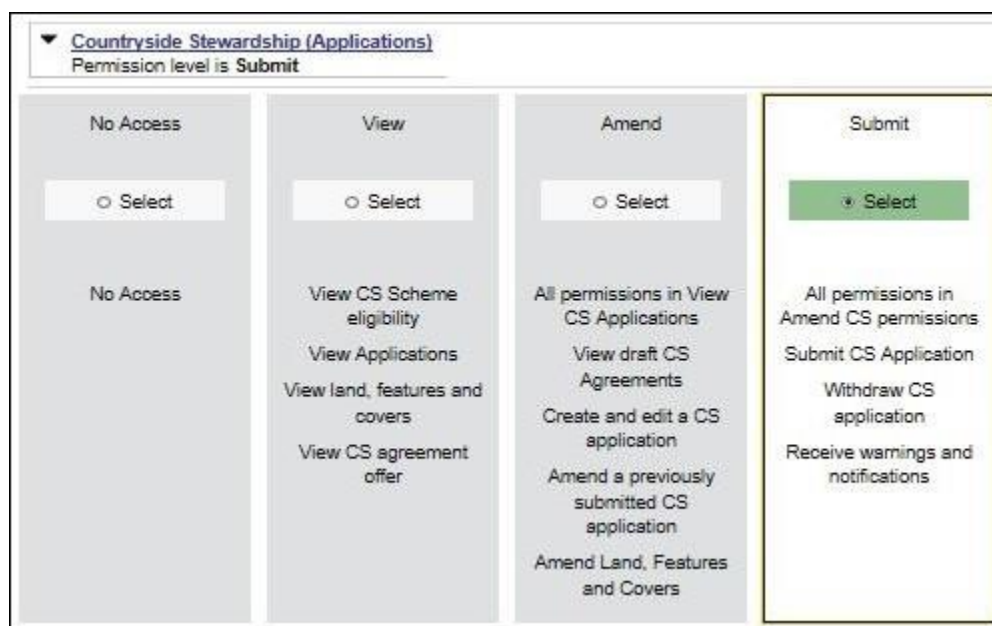 Countryside Stewardship (Applications)
Permission level is Submit
No Access
Select
No Access
View
Select
View CS Scheme
eligibility
View Applications
View land, features and
covers
View CS agreement
offer
Amend
Select
All permissions in View
CS Applications
View draft CS
Agreements
Create and edit a CS
application
Amend a previously
submitted CS
application
Amend Land, Features
and Covers
Submit
Select
All permissions in
Amend CS permissions
Submit CS Application
Withdraw CS
application
Receive warnings and
notifications